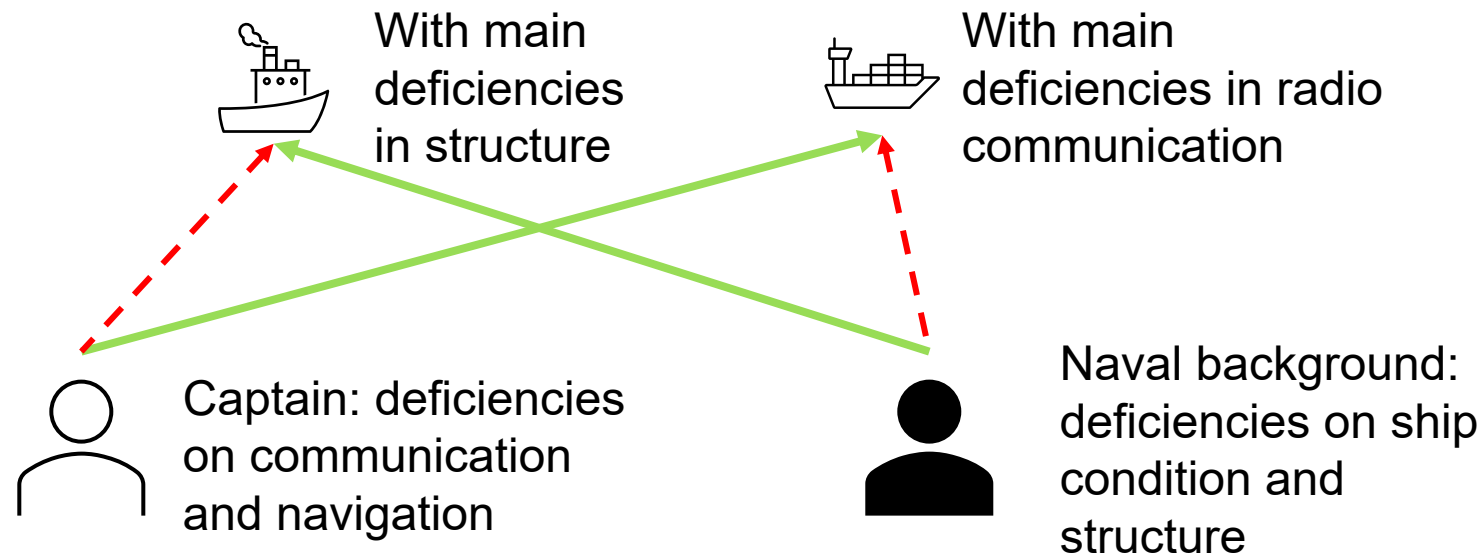 With main
deficiencies
in structure
With main
deficiencies in radio
communication
Captain: deficiencies
on communication
and navigation
Naval background:
deficiencies on ship
condition and
structure